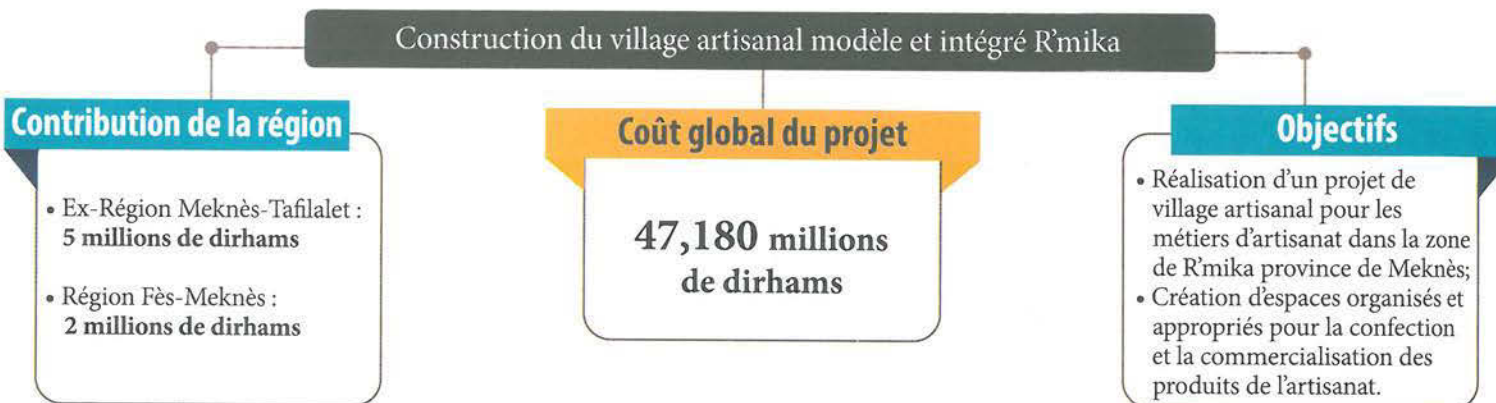 Construction du village artisanal modèle et intégré R'mika
Contribution de la région
• Ex-Région Meknès-Tafilalet :
5 millions de dirhams
• Région Fès-Meknès :
2 millions de dirhams
Coût global du projet
47,180 millions
de dirhams
Objectifs
• Réalisation d'un projet de
village artisanal pour les
métiers d'artisanat dans la zone
de R'mika province de Meknès;
• Création d'espaces organisés et
appropriés pour la confection
et la commercialisation des
produits de l'artisanat.